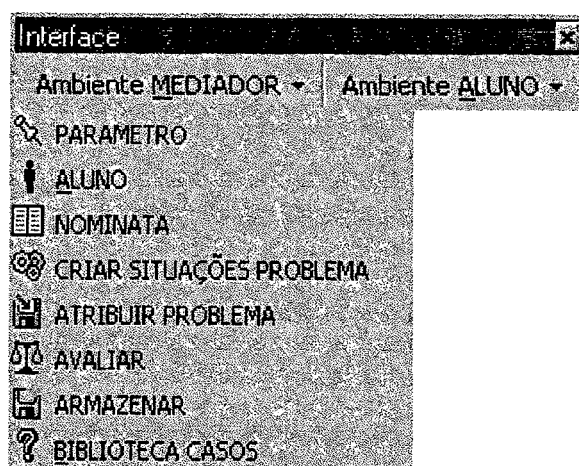 Interface
Ambiente MEDIADOR Ambiente ALUNO
PARAMETRO
ALUNO
NOMINATA
CRIAR SITUAÇÕES PROBLEMA
ATRIBUIR PROBLEMA
AVALIAR
ARMAZENAR
BIBLIOTECA CASOS